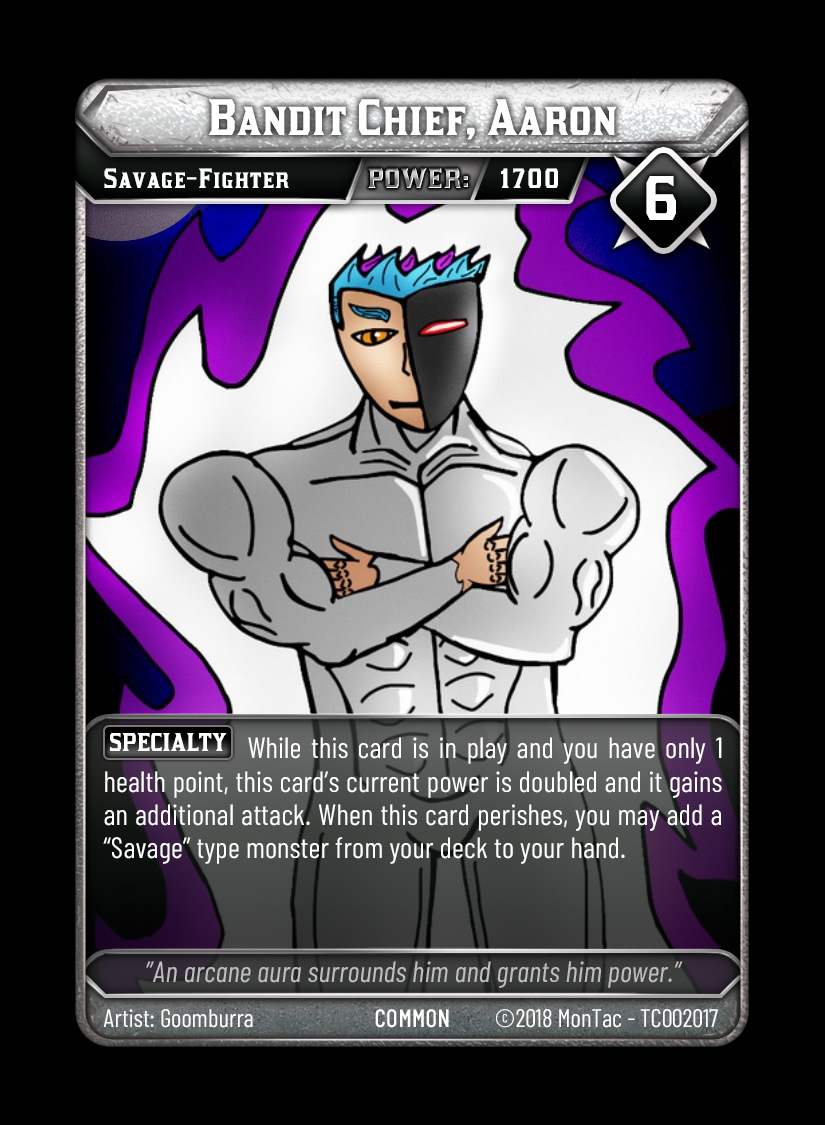 Bandit Chief, Aaron
Savage-Fighter POWER: 1700 6
SPECIALTY While this card is in play and you have only 1
health point, this card's current power is doubled and it gains
an additional attack. When this card perishes, you may add a
"Savage" type monster from your deck to your hand.
"An arcane aura surrounds him and grants him power."
Artist: Goomburra COMMON ©2018 MonTac - TC002017